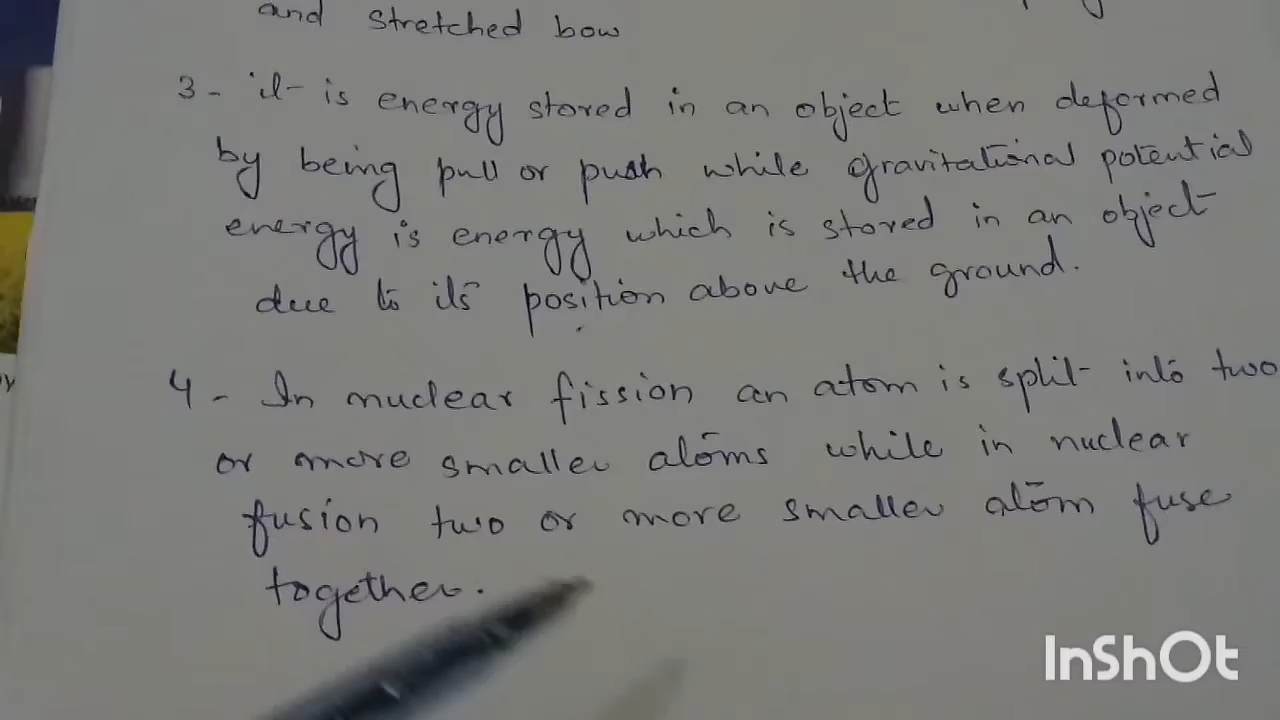 and stretched bow
3 - it is energy stored in an object when deformed
by being pull or push while gravitational potential
energy is energy which is stored in an object
due to its position above the ground.
4 - In nuclear fission an atom is split into two
or more smaller atoms while in nuclear
fusion two or more smaller atom fuse
together.
InShOt